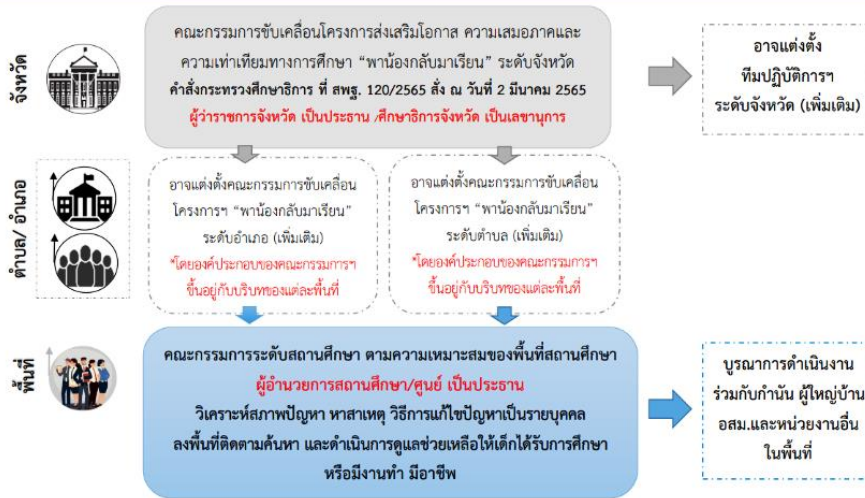 จังหวัด
คณะกรรมการขับเคลื่อนโครงการส่งเสริมโอกาส ความเสมอภาคและ
ความเท่าเทียมทางการศึกษา “พาน้องกลับมาเรียน” ระดับจังหวัด
คำสั่งกระทรวงศึกษาธิการ ที่ สพฐ. 120/2565 สั่ง ณ วันที่ 2 มีนาคม 2565
ผู้ว่าราชการจังหวัด เป็นประธาน /ศึกษาธิการจังหวัด เป็นเลขานุการ
อาจแต่งตั้ง
ทีมปฏิบัติการฯ
ระดับจังหวัด (เพิ่มเติม)
ตำบล/ อำเภอ
อาจแต่งตั้งคณะกรรมการขับเคลื่อน
โครงการฯ “พาน้องกลับมาเรียน”
ระดับอำเภอ (เพิ่มเติม)
*โดยองค์ประกอบของคณะกรรมการฯ
ขึ้นอยู่กับบริบทของแต่ละพื้นที่
อาจแต่งตั้งคณะกรรมการขับเคลื่อน
โครงการฯ “พาน้องกลับมาเรียน”
ระดับตำบล (เพิ่มเติม)
*โดยองค์ประกอบของคณะกรรมการฯ
ขึ้นอยู่กับบริบทของแต่ละพื้นที่
พื้นที่
คณะกรรมการระดับสถานศึกษา ตามความเหมาะสมของพื้นที่สถานศึกษา
ผู้อำนวยการสถานศึกษา/ศูนย์ เป็นประธาน
วิเคราะห์สภาพปัญหา หาสาเหตุ วิธีการแก้ไขปัญหาเป็นรายบุคคล
ลงพื้นที่ติดตามค้นหา และดำเนินการดูแลช่วยเหลือให้เด็กได้รับการศึกษา
หรือมีงานทำ มีอาชีพ
บูรณาการดำเนินงาน
ร่วมกับกำนัน ผู้ใหญ่บ้าน
อสม.และหน่วยงานอื่น
ในพื้นที่